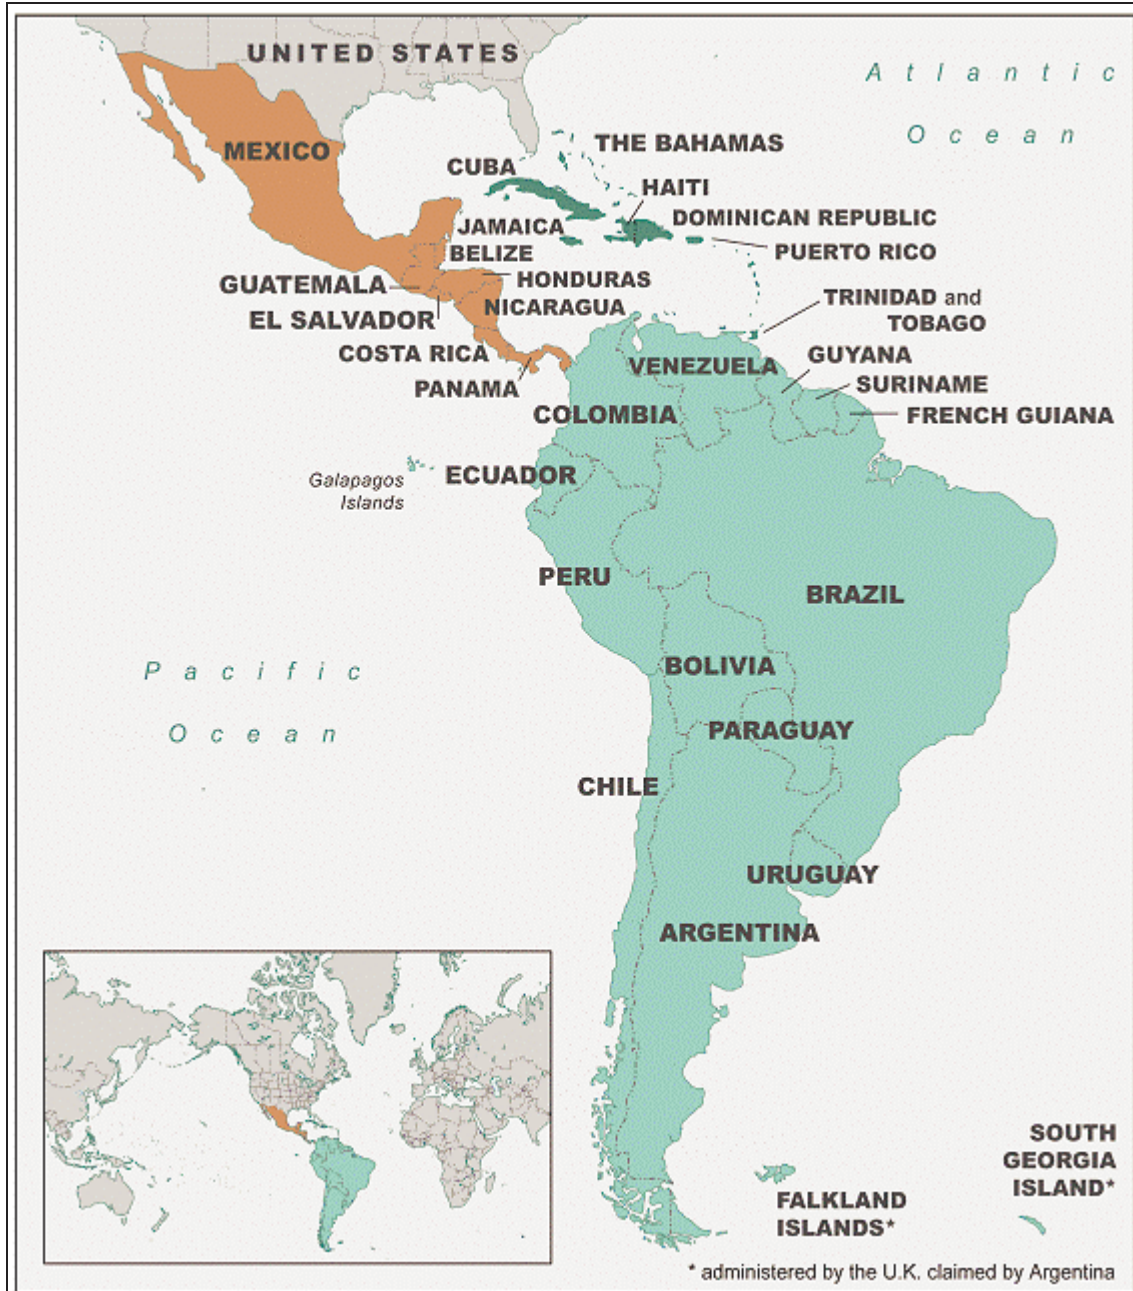 UNITED STATES
Atlantic
Ocean
MEXICO
THE BAHAMAS
CUBA
HAITI
DOMINICAN REPUBLIC
JAMAICA
BELIZE
PUERTO RICO
HONDURAS
GUATEMALA
NICARAGUA
EL SALVADOR
TRINIDAD and
TOBAGO
COSTA RICA
PANAMA
VENEZUELA
GUYANA
SURINAME
COLOMBIA
FRENCH GUIANA
Galapagos
Islands
ECUADOR
PERU
BRAZIL
Pacific
Ocean
BOLIVIA
PARAGUAY
CHILE
URUGUAY
ARGENTINA
SOUTH
GEORGIA
ISLAND*
FALKLAND
ISLANDS*
* administered by the U.K. claimed by Argentina